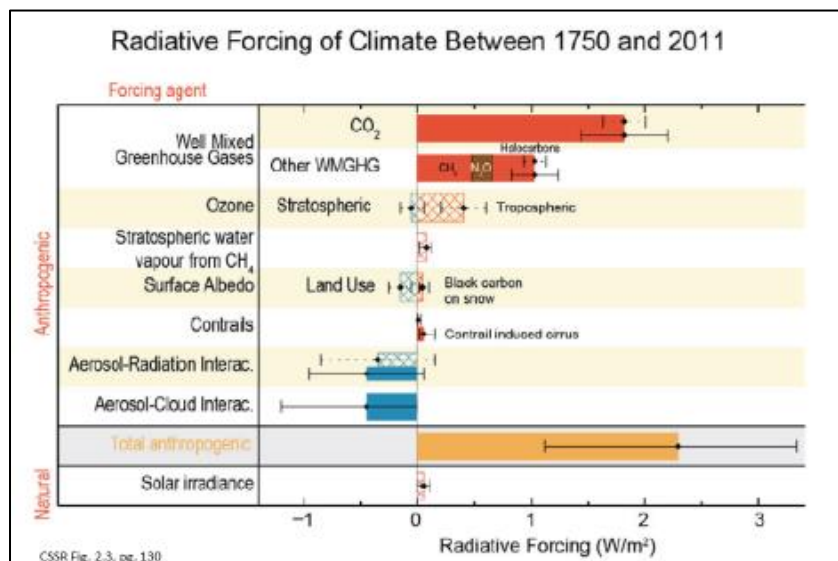 Radiative Forcing of Climate Between 1750 and 2011
Forcing agent
CO₂
Well Mixed
Greenhouse Gases
Halocarbons
Other WMGHG
CH₄
N₂O
Ozone
Stratospheric
Tropospheric
Stratospheric water
vapour from CH₄
Surface Albedo
Land Use
Black carbon
on snow
Contrails
Contrail induced cirrus
Aerosol-Radiation Interac.
Aerosol-Cloud Interac.
Anthropogenic
Total anthropogenic
Natural
Solar irradiance
−1
0
1
2
3
Radiative Forcing (W/m²)
CSSR Fig. 2.3, pg. 130